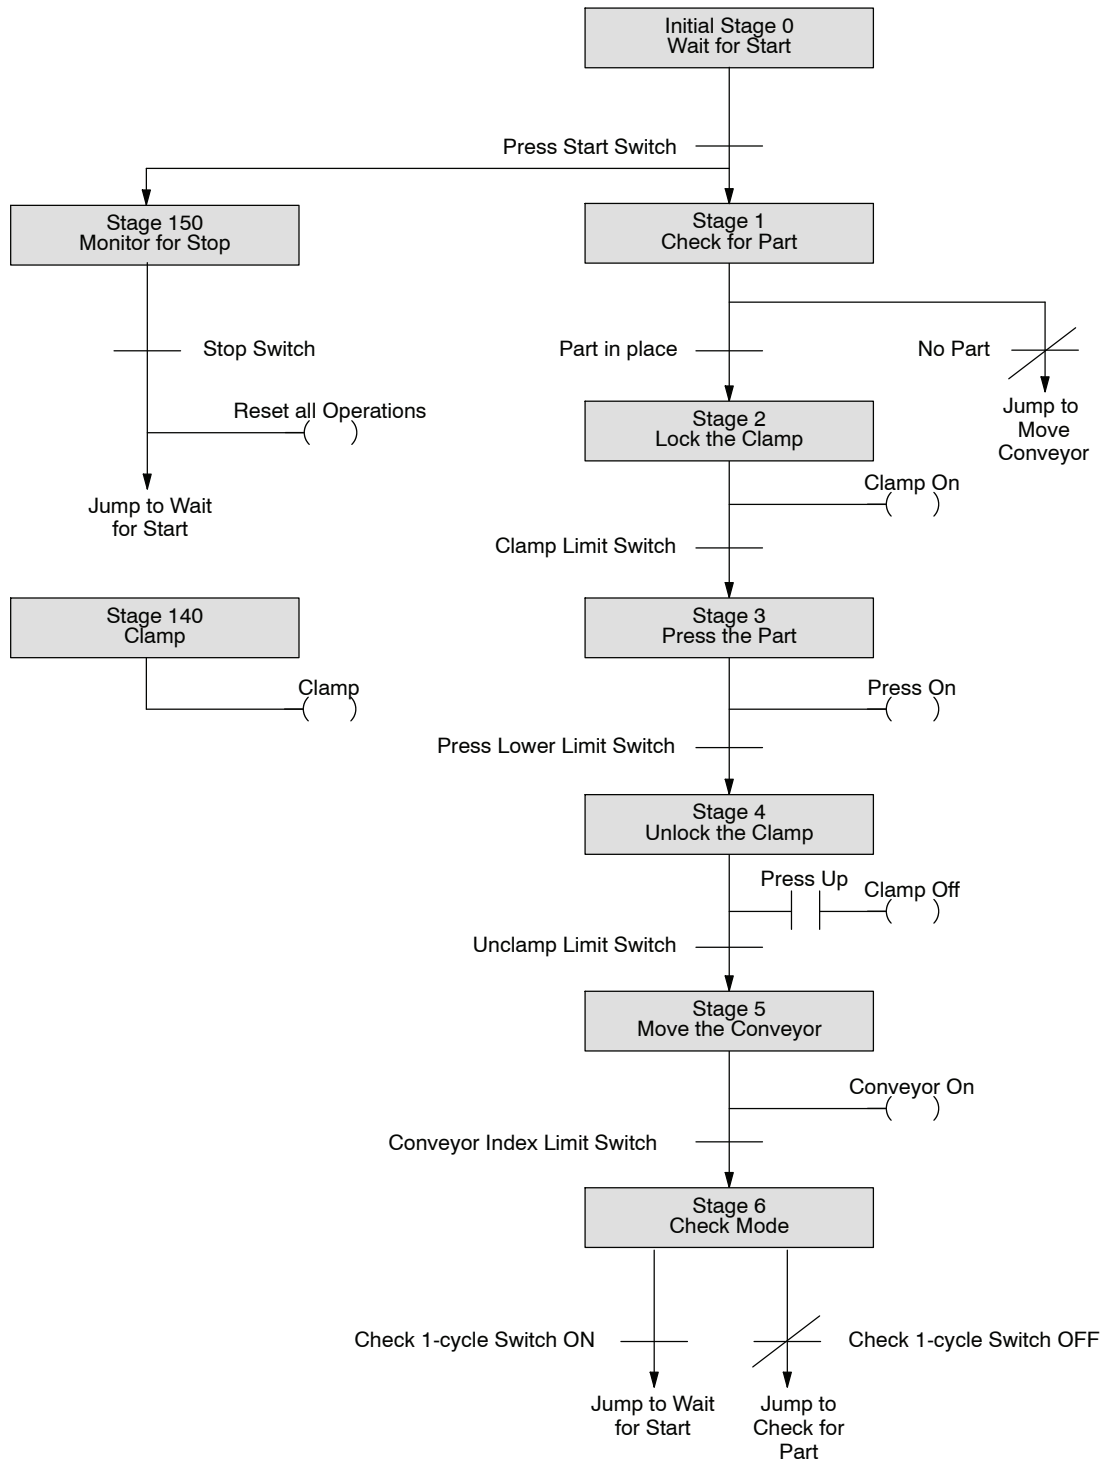 Initial Stage 0
Wait for Start
Press Start Switch
Stage 150
Monitor for Stop
Stage 1
Check for Part
Stop Switch
Part in place
No Part
Reset all Operations
Jump to
Move
Conveyor
Stage 2
Lock the Clamp
Clamp On
Jump to Wait
for Start
Clamp Limit Switch
Stage 140
Clamp
Stage 3
Press the Part
Clamp
Press On
Press Lower Limit Switch
Stage 4
Unlock the Clamp
Press Up
Clamp Off
Unclamp Limit Switch
Stage 5
Move the Conveyor
Conveyor On
Conveyor Index Limit Switch
Stage 6
Check Mode
Check 1-cycle Switch ON
Check 1-cycle Switch OFF
Jump to Wait
for Start
Jump to
Check for
Part